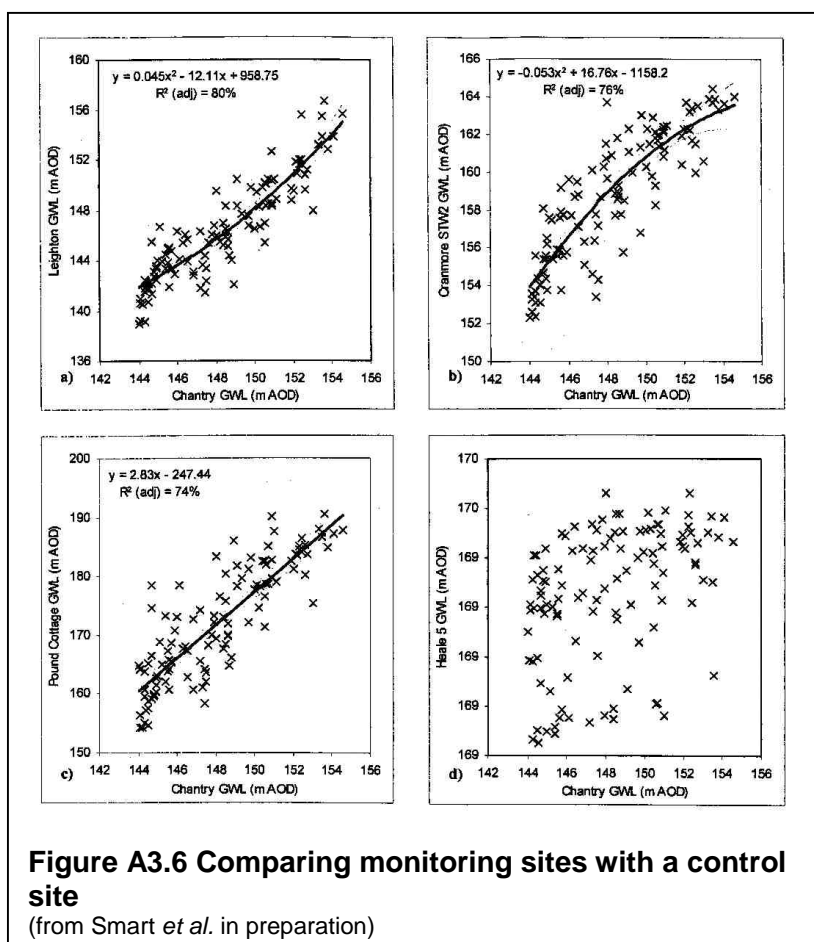 160
y = 0.045x² - 12.11x + 958.75
R² (adj) = 80%
156
152
148
144
140
136
Leighton GWL (m AOD)
a)
142 144 146 148 150 152 154 156
Chantry GWL (m AOD)
166
y = -0.053x² + 16.76x - 1158.2
R² (adj) = 76%
164
162
160
158
156
154
152
150
Cranmore STW2 GWL (m AOD)
b)
142 144 146 148 150 152 154 156
Chantry GWL (m AOD)
200
y = 2.83x - 247.44
R² (adj) = 74%
190
180
170
160
150
Pound Cottage GWL (m AOD)
c)
142 144 146 148 150 152 154 156
Chantry GWL (m AOD)
170
170
169
169
169
169
169
Heale 5 GWL (m AOD)
d)
142 144 146 148 150 152 154 156
Chantry GWL (m AOD)
Figure A3.6 Comparing monitoring sites with a control
site
(from Smart et al. in preparation)